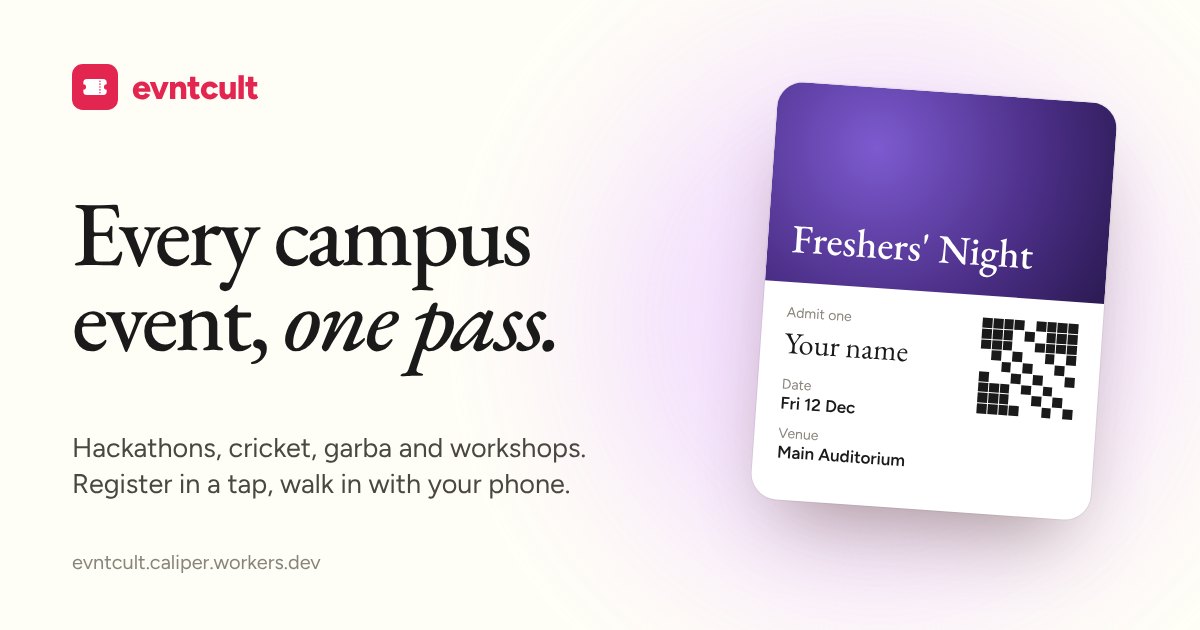 evntcult
Every campus
event, one pass.
Hackathons, cricket, garba and workshops.
Register in a tap, walk in with your phone.
evntcult.caliper.workers.dev
Freshers' Night
Admit one
Your name
Date
Fri 12 Dec
Venue
Main Auditorium